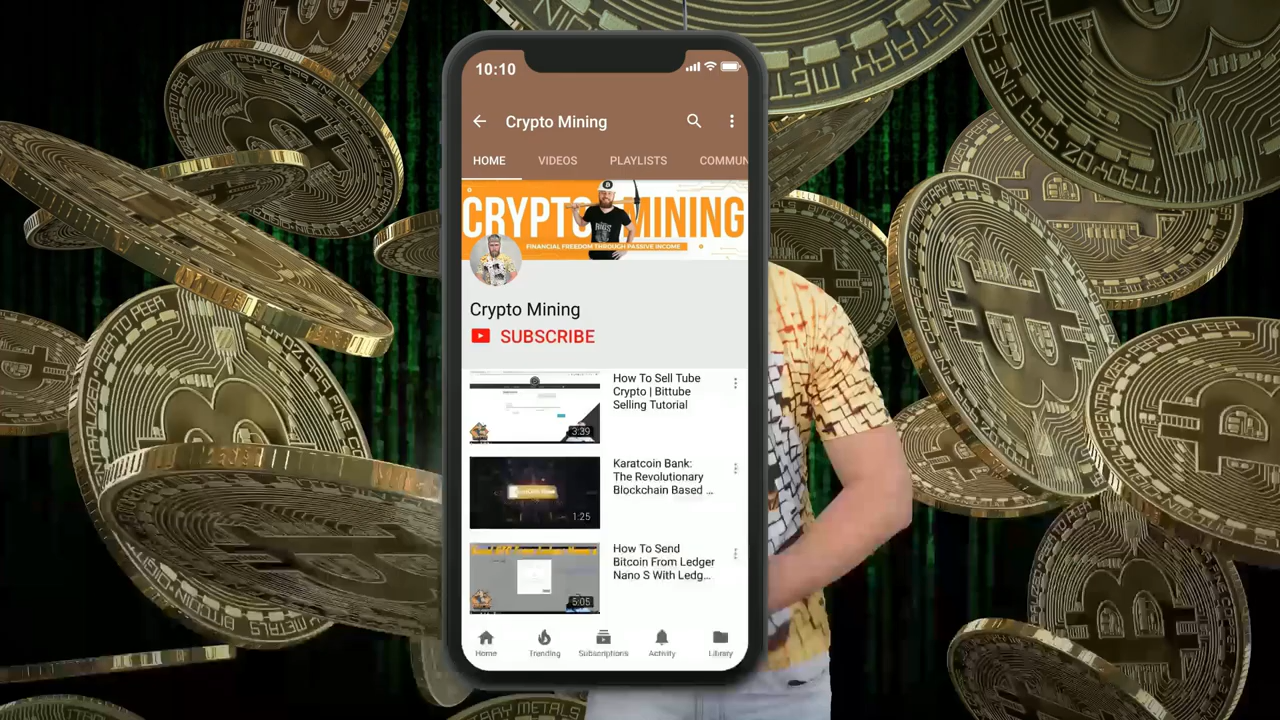 10:10
Crypto Mining
HOME VIDEOS PLAYLISTS COMMUN
CRYPTO MINING
FINANCIAL FREEDOM THROUGH PASSIVE INCOME
Crypto Mining
SUBSCRIBE
How To Sell Tube
Crypto | Bittube
Selling Tutorial
3:39
Karatcoin Bank:
The Revolutionary
Blockchain Based ...
1:25
How To Send
Bitcoin From Ledger
Nano S With Ledg...
5:05
Home Trending Subscriptions Activity Library